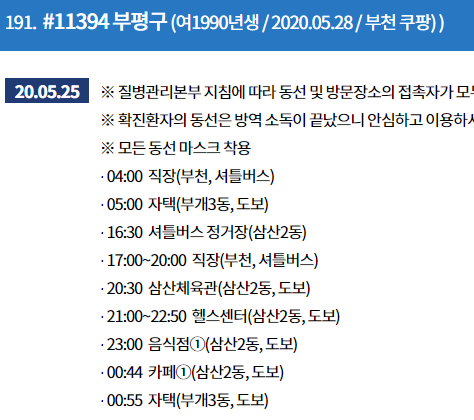 191. #11394 부평구 (여1990년생 / 2020.05.28 / 부천 쿠팡) )
20.05.25
※ 질병관리본부 지침에 따라 동선 및 방문장소의 접촉자가 모두
※ 확진환자의 동선은 방역 소독이 끝났으니 안심하고 이용하시
※ 모든 동선 마스크 착용
· 04:00 직장(부천, 셔틀버스)
· 05:00 자택(부개3동, 도보)
· 16:30 셔틀버스 정거장(삼산2동)
· 17:00~20:00 직장(부천, 셔틀버스)
· 20:30 삼산체육관(삼산2동, 도보)
· 21:00~22:50 헬스센터(삼산2동, 도보)
· 23:00 음식점①(삼산2동, 도보)
· 00:44 카페①(삼산2동, 도보)
· 00:55 자택(부개3동, 도보)